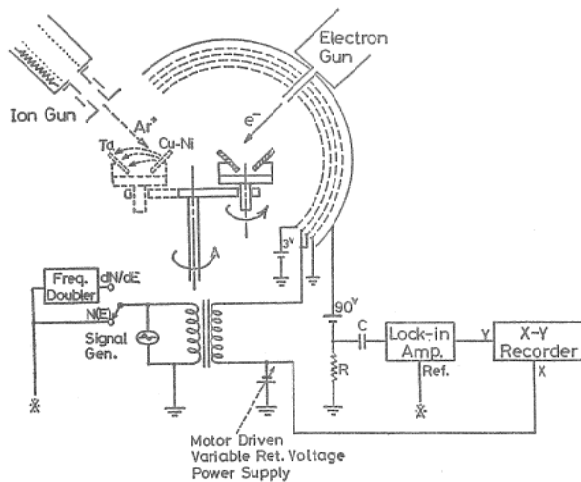 Electron
Gun
Ion Gun
Ar+
e-
Ta
Cu-Ni
A
3V
Freq.
Doubler
dN/dE
N(E)
Signal
Gen.
90V
C
R
Lock-in
Amp.
Ref.
Y
X-Y
Recorder
X
Motor Driven
Variable Ret. Voltage
Power Supply